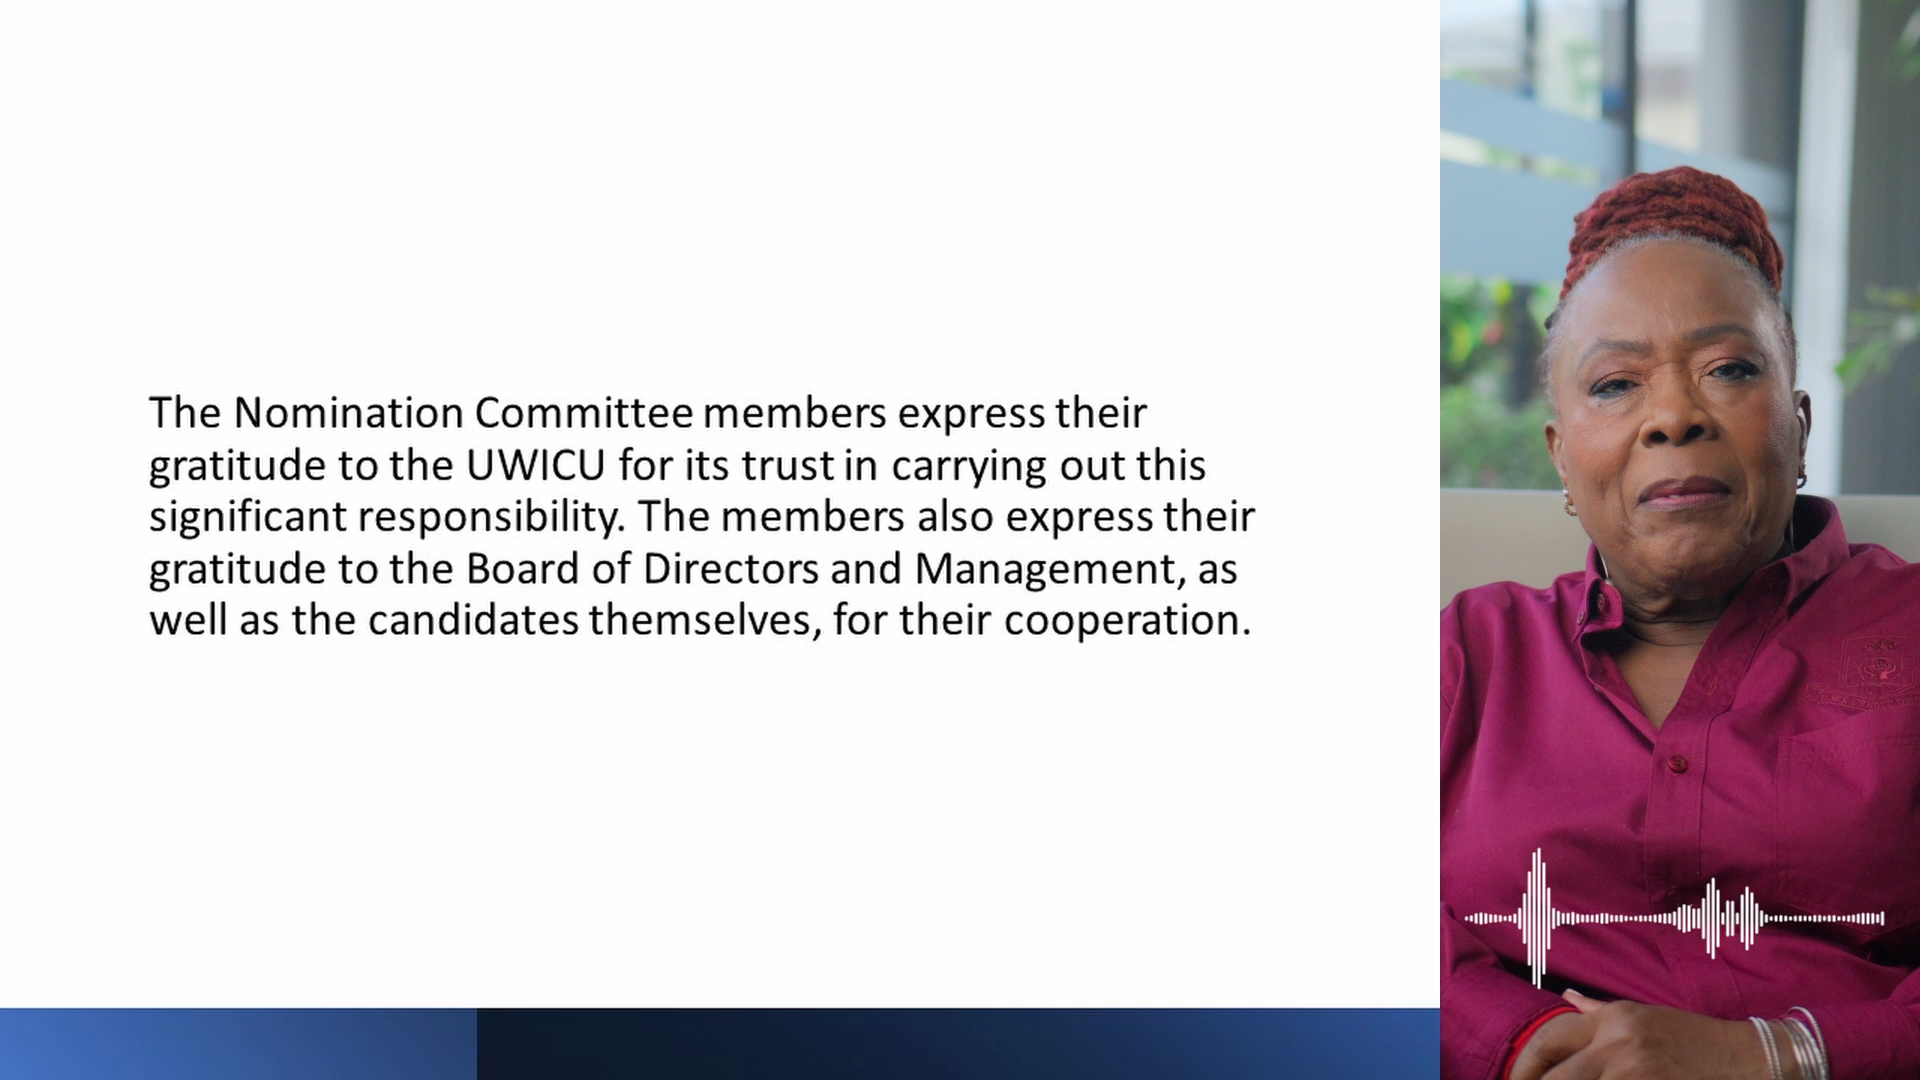 The Nomination Committee members express their
gratitude to the UWICU for its trust in carrying out this
significant responsibility. The members also express their
gratitude to the Board of Directors and Management, as
well as the candidates themselves, for their cooperation.